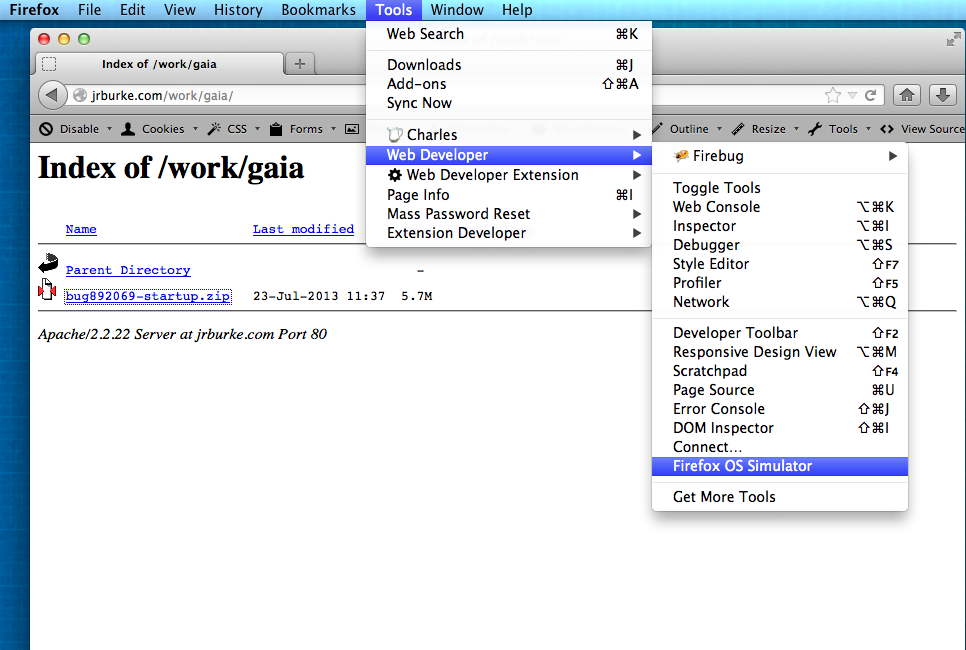 Firefox File Edit View History Bookmarks Tools Window Help
Index of /work/gaia
jrburke.com/work/gaia/
Disable Cookies CSS Forms Outline Resize Tools View Source
Web Search ⌘K
Downloads ⌘J
Add-ons ⇧⌘A
Sync Now
Charles
Web Developer
Web Developer Extension
Page Info ⌘I
Mass Password Reset
Extension Developer
Firebug
Toggle Tools
Web Console ⌥⌘K
Inspector ⌥⌘I
Debugger ⌥⌘S
Style Editor ⇧F7
Profiler ⇧F5
Network ⌥⌘Q
Developer Toolbar ⇧F2
Responsive Design View ⌥⌘M
Scratchpad ⇧F4
Page Source ⌘U
Error Console ⇧⌘J
DOM Inspector ⇧⌘I
Connect...
Firefox OS Simulator
Get More Tools
Index of /work/gaia
Name Last modified
Parent Directory -
bug892069-startup.zip 23-Jul-2013 11:37 5.7M
Apache/2.2.22 Server at jrburke.com Port 80